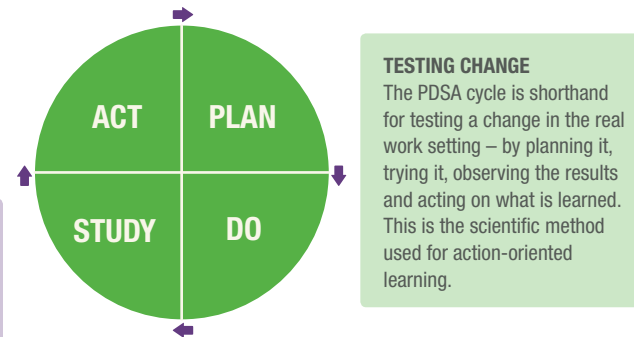 ACT
PLAN
STUDY
DO
TESTING CHANGE
The PDSA cycle is shorthand
for testing a change in the real
work setting – by planning it,
trying it, observing the results
and acting on what is learned.
This is the scientific method
used for action-oriented
learning.